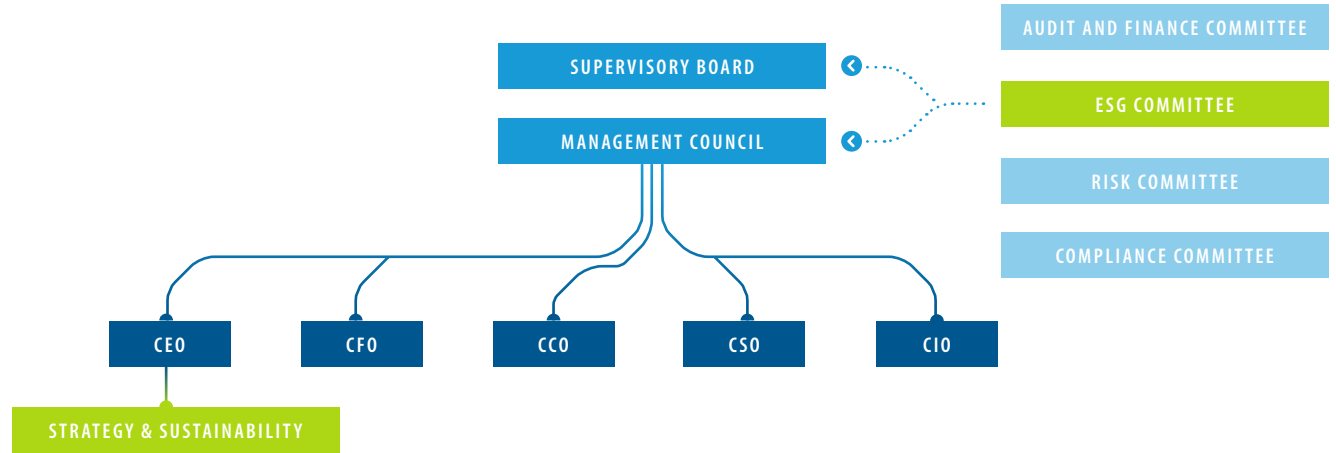 AUDIT AND FINANCE COMMITTEE
SUPERVISORY BOARD
ESG COMMITTEE
MANAGEMENT COUNCIL
RISK COMMITTEE
COMPLIANCE COMMITTEE
CEO
CFO
CCO
CSO
CIO
STRATEGY & SUSTAINABILITY